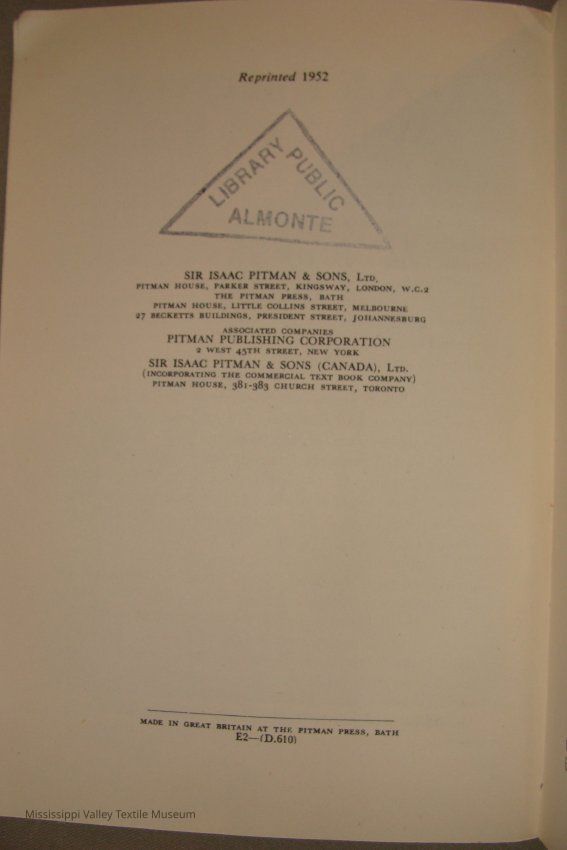 Reprinted 1952
LIBRARY PUBLIC
ALMONTE
SIR ISAAC PITMAN & SONS, LTD.
PITMAN HOUSE, PARKER STREET, KINGSWAY, LONDON, W.C.2
THE PITMAN PRESS, BATH
PITMAN HOUSE, LITTLE COLLINS STREET, MELBOURNE
27 BECKETTS BUILDINGS, PRESIDENT STREET, JOHANNESBURG
ASSOCIATED COMPANIES
PITMAN PUBLISHING CORPORATION
2 WEST 45TH STREET, NEW YORK
SIR ISAAC PITMAN & SONS (CANADA), LTD.
(INCORPORATING THE COMMERCIAL TEXT BOOK COMPANY)
PITMAN HOUSE, 381-383 CHURCH STREET, TORONTO
MADE IN GREAT BRITAIN AT THE PITMAN PRESS, BATH
E2—(D.610)
Mississippi Valley Textile Museum